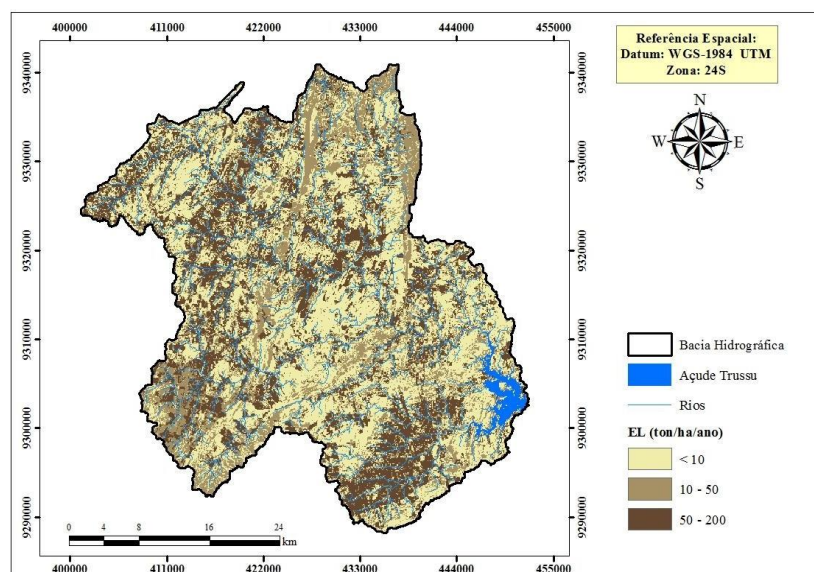 400000 411000 422000 433000 444000 455000
Referência Espacial:
Datum: WGS-1984 UTM
Zona: 24S
9340000 9340000
N
W E
S
9330000 9330000
9320000 9320000
9310000 9310000
Bacia Hidrográfica
Açude Trussu
Rios
9300000 9300000
EL (ton/ha/ano)
< 10
10 - 50
50 - 200
9290000 9290000
0 4 8 16 24
km
400000 411000 422000 433000 444000 455000